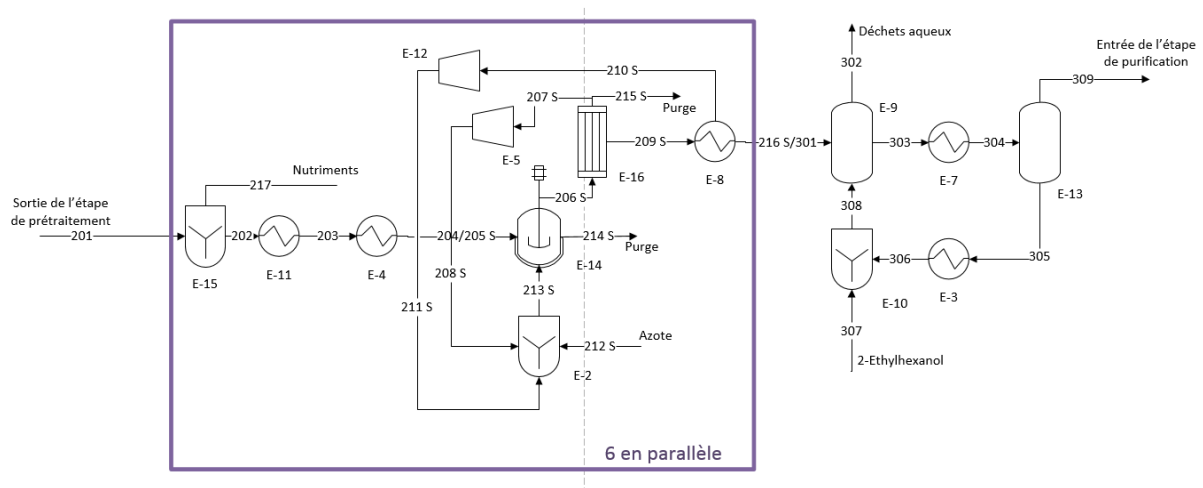 Sortie de l'étape
de prétraitement
201
217
Nutriments
E-15
202
E-11
203
E-4
204/205 S
E-12
210 S
207 S
215 S
Purge
E-5
206 S
E-16
209 S
E-8
214 S
Purge
E-14
208 S
211 S
213 S
212 S
Azote
E-2
6 en parallèle
216 S/301
Déchets aqueux
302
E-9
303
E-7
304
Entrée de l'étape
de purification
309
E-13
308
305
E-3
306
E-10
307
2-Ethylhexanol